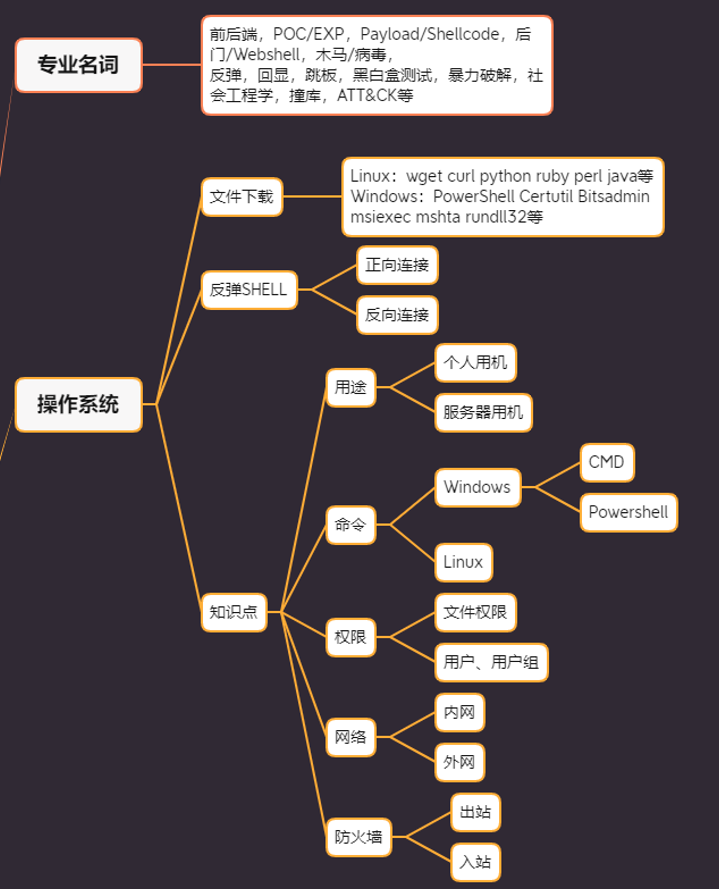 专业名词
前后端，POC/EXP，Payload/Shellcode，后
门/Webshell，木马/病毒，
反弹，回显，跳板，黑白盒测试，暴力破解，社
会工程学，撞库，ATT&CK等
操作系统
文件下载
Linux：wget curl python ruby perl java等
Windows：PowerShell Certutil Bitsadmin
msiexec mshta rundll32等
反弹SHELL
正向连接
反向连接
知识点
用途
个人用机
服务器用机
命令
Windows
CMD
Powershell
Linux
权限
文件权限
用户、用户组
网络
内网
外网
防火墙
出站
入站